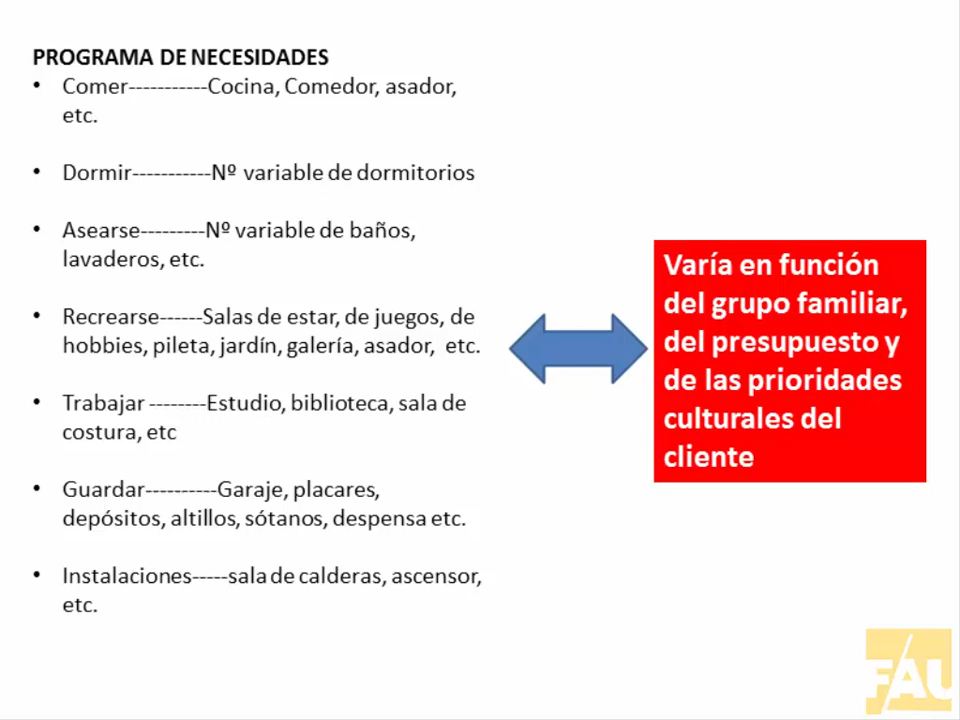 PROGRAMA DE NECESIDADES
• Comer-----------Cocina, Comedor, asador,
etc.
• Dormir-----------Nº variable de dormitorios
• Asearse---------Nº variable de baños,
lavaderos, etc.
• Recrearse------Salas de estar, de juegos, de
hobbies, pileta, jardín, galería, asador, etc.
• Trabajar --------Estudio, biblioteca, sala de
costura, etc
• Guardar----------Garaje, placares,
depósitos, altillos, sótanos, despensa etc.
• Instalaciones-----sala de calderas, ascensor,
etc.
Varía en función
del grupo familiar,
del presupuesto y
de las prioridades
culturales del
cliente
FAU